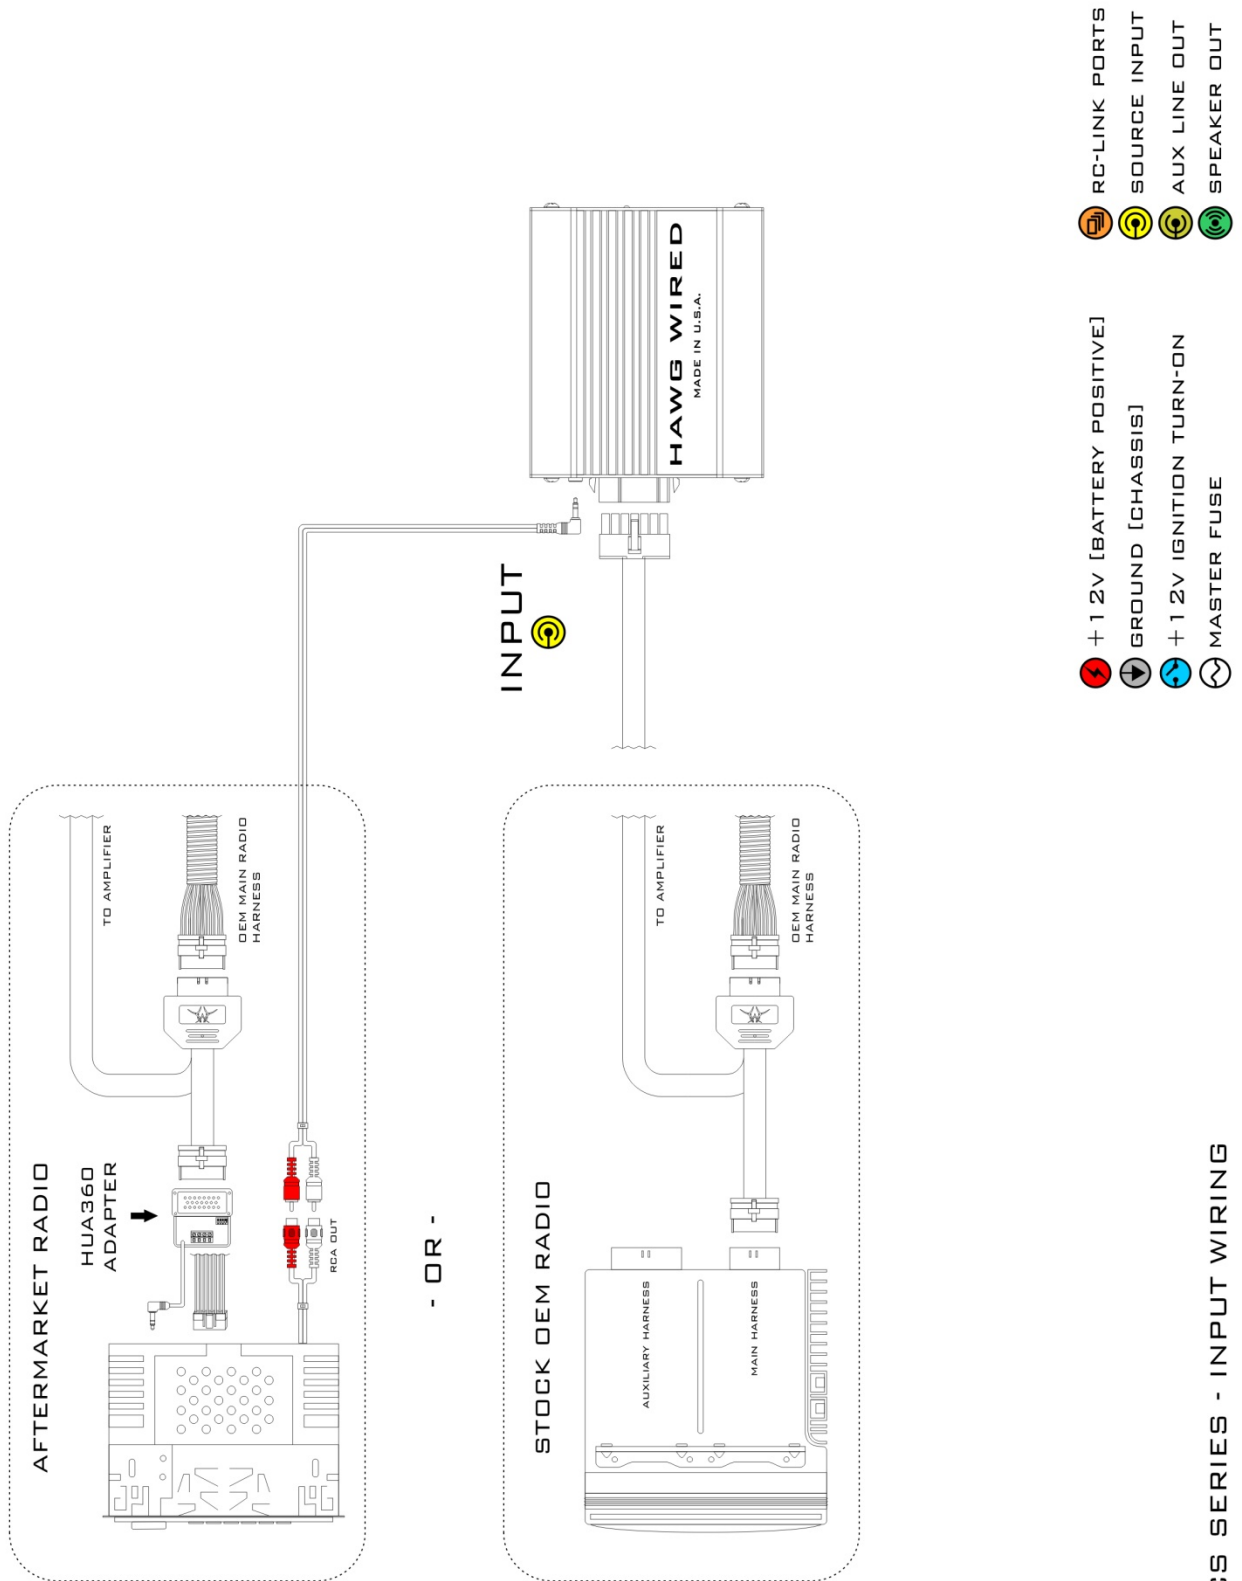 AFTERMARKET RADIO
HUA360
ADAPTER
TO AMPLIFIER
OEM MAIN RADIO
HARNESS
RCA OUT
- OR -
STOCK OEM RADIO
AUXILIARY HARNESS
MAIN HARNESS
TO AMPLIFIER
OEM MAIN RADIO
HARNESS
INPUT
HAWG WIRED
MADE IN U.S.A.
+12V [BATTERY POSITIVE]
GROUND [CHASSIS]
+12V IGNITION TURN-ON
MASTER FUSE
RC-LINK PORTS
SOURCE INPUT
AUX LINE OUT
SPEAKER OUT
SERIES - INPUT WIRING